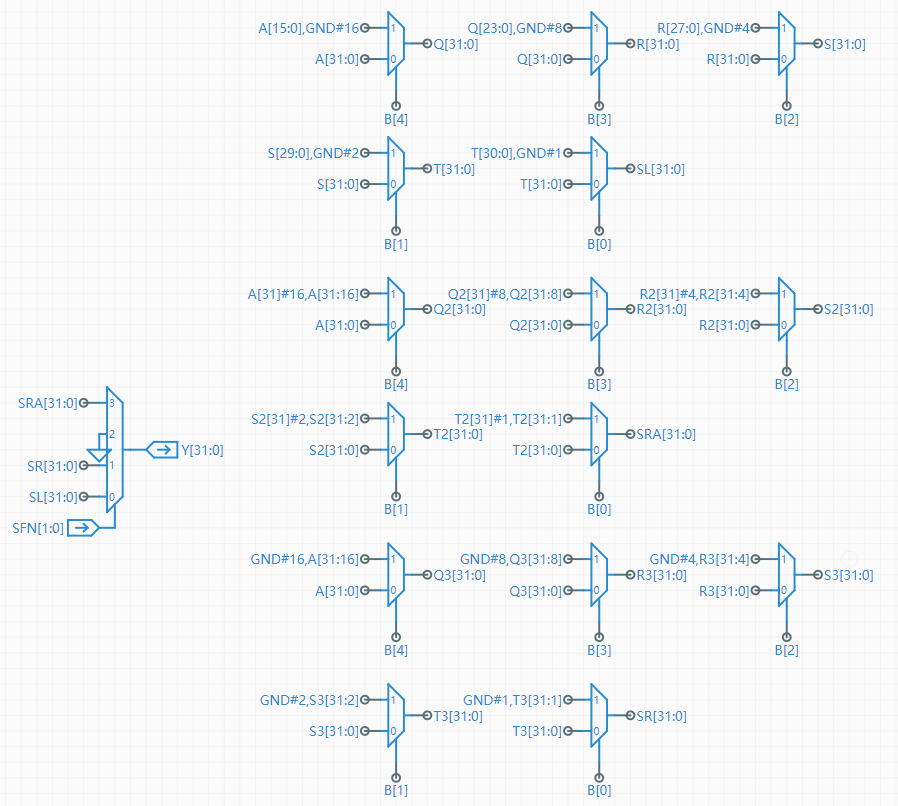 A[15:0],GND#16 1 Q[23:0],GND#8 1 R[27:0],GND#4 1
Q[31:0] R[31:0] S[31:0]
A[31:0] 0 Q[31:0] 0 R[31:0] 0
B[4] B[3] B[2]
S[29:0],GND#2 1 T[30:0],GND#1 1
T[31:0] SL[31:0]
S[31:0] 0 T[31:0] 0
B[1] B[0]
A[31]#16,A[31:16] 1 Q2[31]#8,Q2[31:8] 1 R2[31]#4,R2[31:4] 1
Q2[31:0] R2[31:0] S2[31:0]
A[31:0] 0 Q2[31:0] 0 R2[31:0] 0
B[4] B[3] B[2]
SRA[31:0] 3
S2[31]#2,S2[31:2] 1 T2[31]#1,T2[31:1] 1
2 T2[31:0] SRA[31:0]
Y[31:0] S2[31:0] 0 T2[31:0] 0
SR[31:0] 1
SL[31:0] 0
B[1] B[0]
SFN[1:0]
GND#16,A[31:16] 1 GND#8,Q3[31:8] 1 GND#4,R3[31:4] 1
Q3[31:0] R3[31:0] S3[31:0]
A[31:0] 0 Q3[31:0] 0 R3[31:0] 0
B[4] B[3] B[2]
GND#2,S3[31:2] 1 GND#1,T3[31:1] 1
T3[31:0] SR[31:0]
S3[31:0] 0 T3[31:0] 0
B[1] B[0]